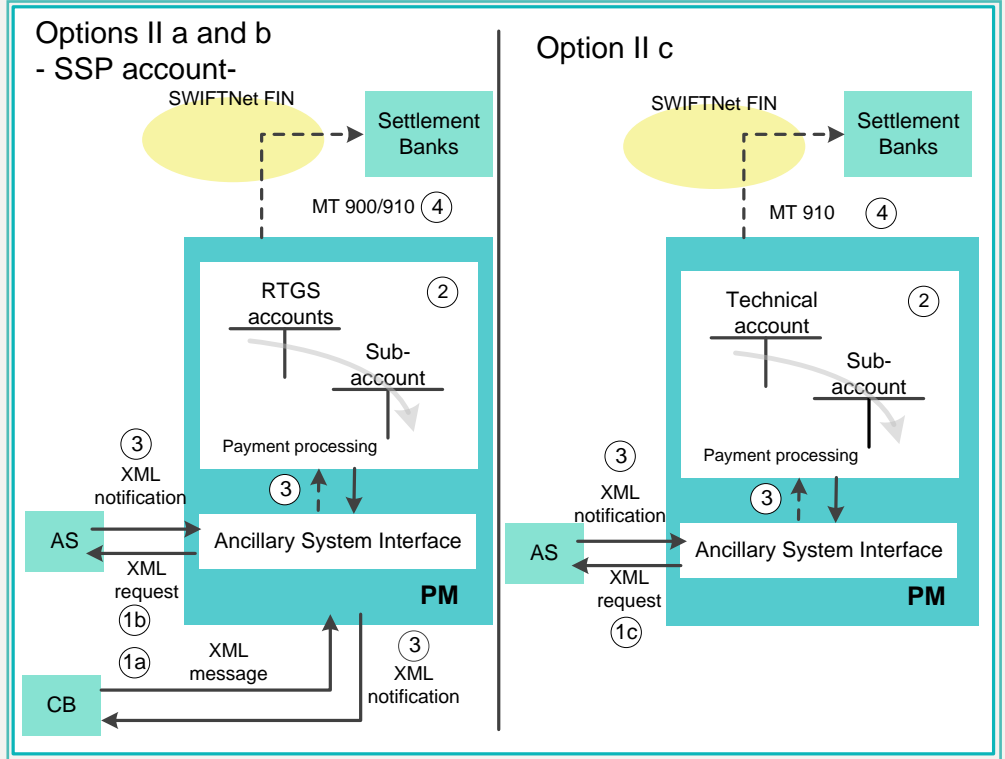 Options II a and b
- SSP account-
SWIFTNet FIN
Settlement
Banks
MT 900/910
4
RTGS
accounts
2
Sub-
account
Payment processing
3
XML
notification
3
AS
Ancillary System Interface
XML
request
PM
1b
1a
XML
message
3
XML
notification
CB
Option II c
SWIFTNet FIN
Settlement
Banks
MT 910
4
Technical
account
2
Sub-
account
Payment processing
3
XML
notification
3
AS
Ancillary System Interface
XML
request
PM
1c